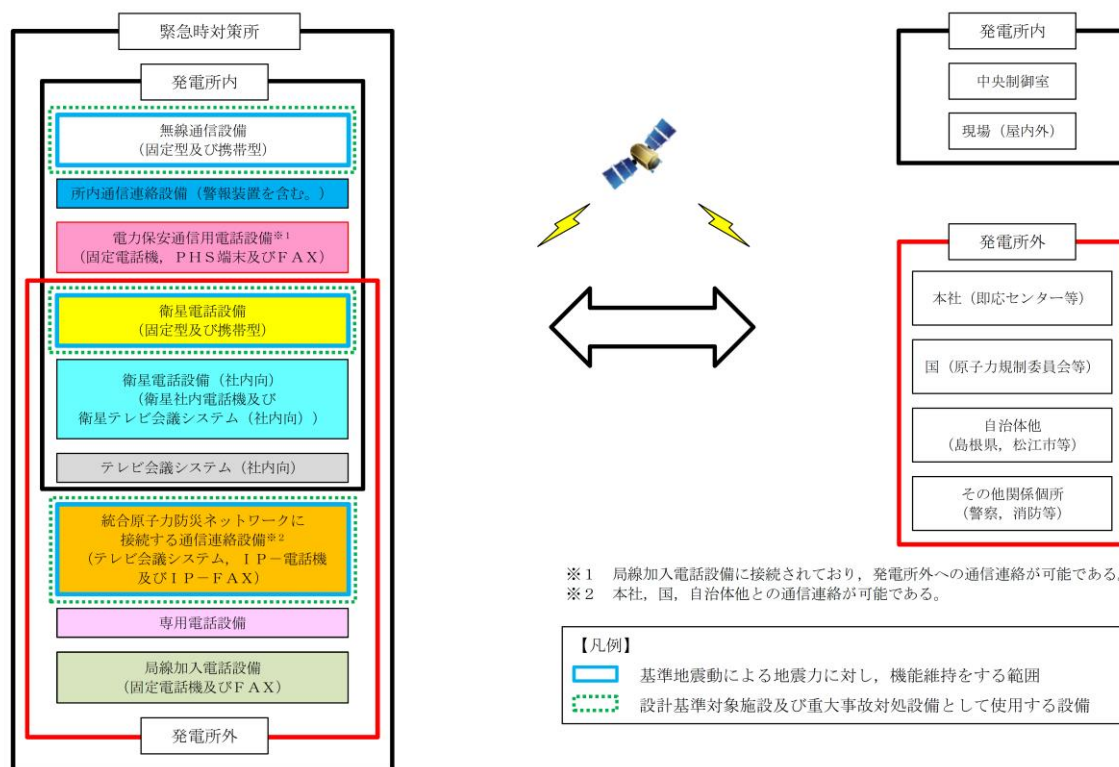 緊急時対策所
発電所内
無線通信設備
(固定型及び携帯型)
所内通信連絡設備(警報装置を含む。)
電力保安通信用電話設備※1
(固定電話機,PHS端末及びFAX)
衛星電話設備
(固定型及び携帯型)
衛星電話設備(社内向)
(衛星社内電話機及び
衛星テレビ会議システム(社内向))
テレビ会議システム(社内向)
統合原子力防災ネットワークに
接続する通信連絡設備※2
(テレビ会議システム,IP-電話機
及びIP-FAX)
専用電話設備
局線加入電話設備
(固定電話機及びFAX)
発電所外
発電所内
中央制御室
現場(屋内外)
発電所外
本社(即応センター等)
国(原子力規制委員会等)
自治体他
(島根県,松江市等)
その他関係個所
(警察,消防等)
※1 局線加入電話設備に接続されており,発電所外への通信連絡が可能である。
※2 本社,国,自治体他との通信連絡が可能である。
【凡例】
基準地震動による地震力に対し,機能維持をする範囲
設計基準対象施設及び重大事故対処設備として使用する設備